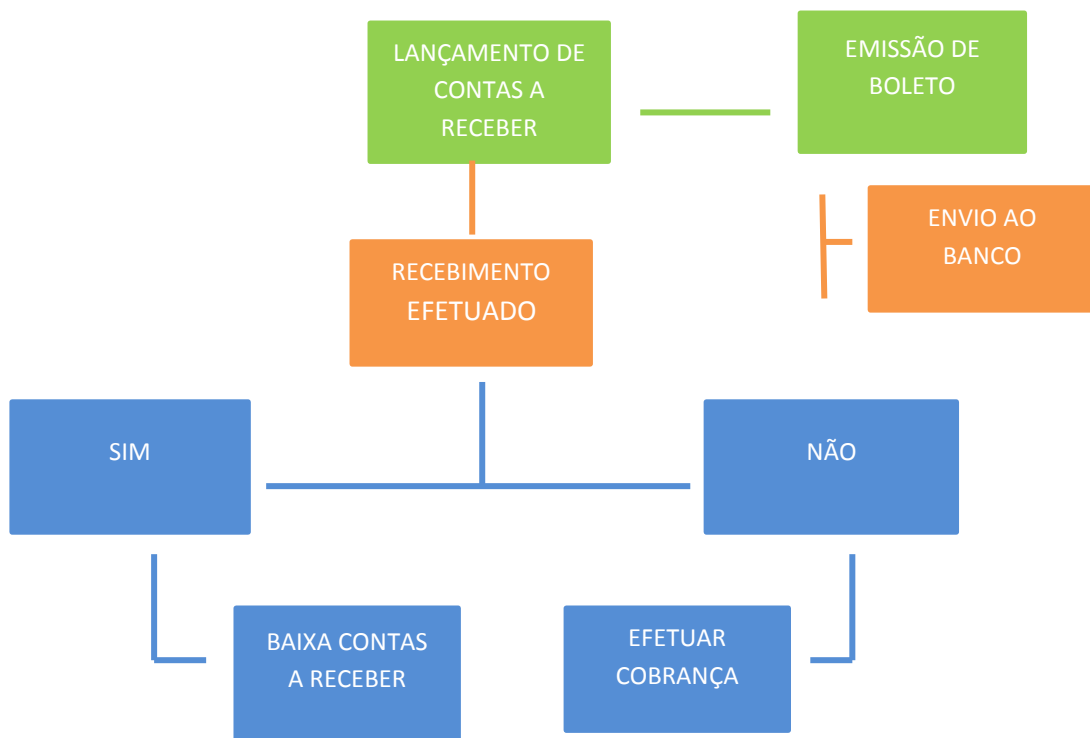 LANÇAMENTO DE
CONTAS A
RECEBER
EMISSÃO DE
BOLETO
ENVIO AO
BANCO
RECEBIMENTO
EFETUADO
SIM
NÃO
BAIXA CONTAS
A RECEBER
EFETUAR
COBRANÇA